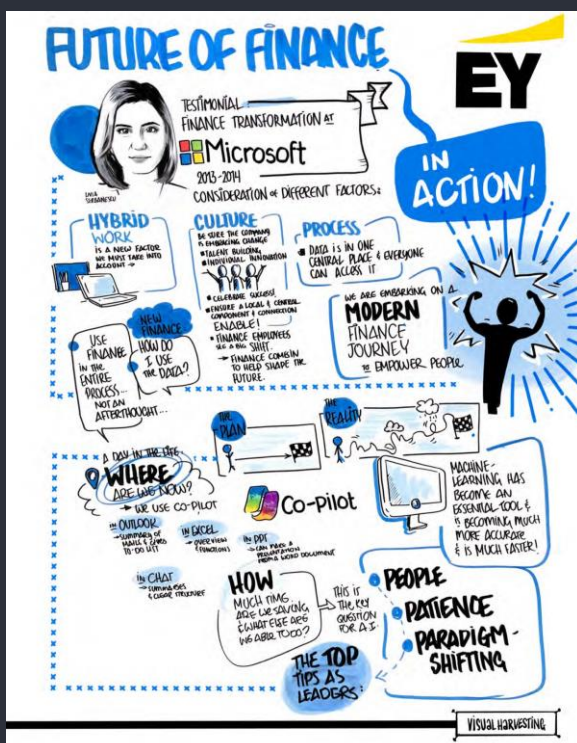 FUTURE OF FINANCE
EY
IN
ACTION!
TESTIMONIAL
FINANCE TRANSFORMATION AT
Microsoft
2013-2014
CONSIDERATION OF DIFFERENT FACTORS:
HYBRID
WORK
IS A NEW FACTOR
WE MUST TAKE INTO
ACCOUNT →
CULTURE
BE SURE THE COMPANY
IS EMBRACING CHANGE
• TALENT BUILDING
• INDIVIDUAL INNOVATION
• CELEBRATE SUCCESS!
• ENSURE A LOCAL & CENTRAL
COMPONENT & CONNECTION
ENABLE!
• FINANCE EMPLOYEES
SEE A BIG SHIFT.
→ FINANCE COMBIN
TO HELP SHAPE THE
FUTURE.
PROCESS
• DATA IS IN ONE
CENTRAL PLACE & EVERYONE
CAN ACCESS IT
WE ARE EMBARKING ON A
MODERN
FINANCE
JOURNEY
TO EMPOWER PEOPLE
USE
FINANCE
IN THE
ENTIRE
PROCESS...
NOT AN
AFTERTHOUGHT...
NEW
FINANCE:
HOW DO
I USE
THE DATA?
THE
PLAN
THE
REALITY
A DAY IN THE LIFE:
WHERE
ARE WE NOW?
→ WE USE CO-PILOT
IN OUTLOOK
→ SUMMARY OF
MAILS & GIVES
TO-DO LIST
IN EXCEL
→ OVERVIEW
& FUNCTIONS
IN PPT
→ CAN MAKE A
PRESENTATION
FROM A WORD DOCUMENT
IN CHAT
→ SUMMARISES
& CLEAR STRUCTURE
Co-pilot
MACHINE-
LEARNING HAS
BECOME AN
ESSENTIAL TOOL &
IS BECOMING MUCH
MORE ACCURATE
& IS MUCH FASTER!
HOW
MUCH TIME
ARE WE SAVING
& WHAT ELSE ARE
WE ABLE TO DO?
THIS IS
THE KEY
QUESTION
FOR A.I.
THE TOP
TIPS AS
LEADERS:
PEOPLE
PATIENCE
PARADIGM-
SHIFTING
VISUAL HARVESTING